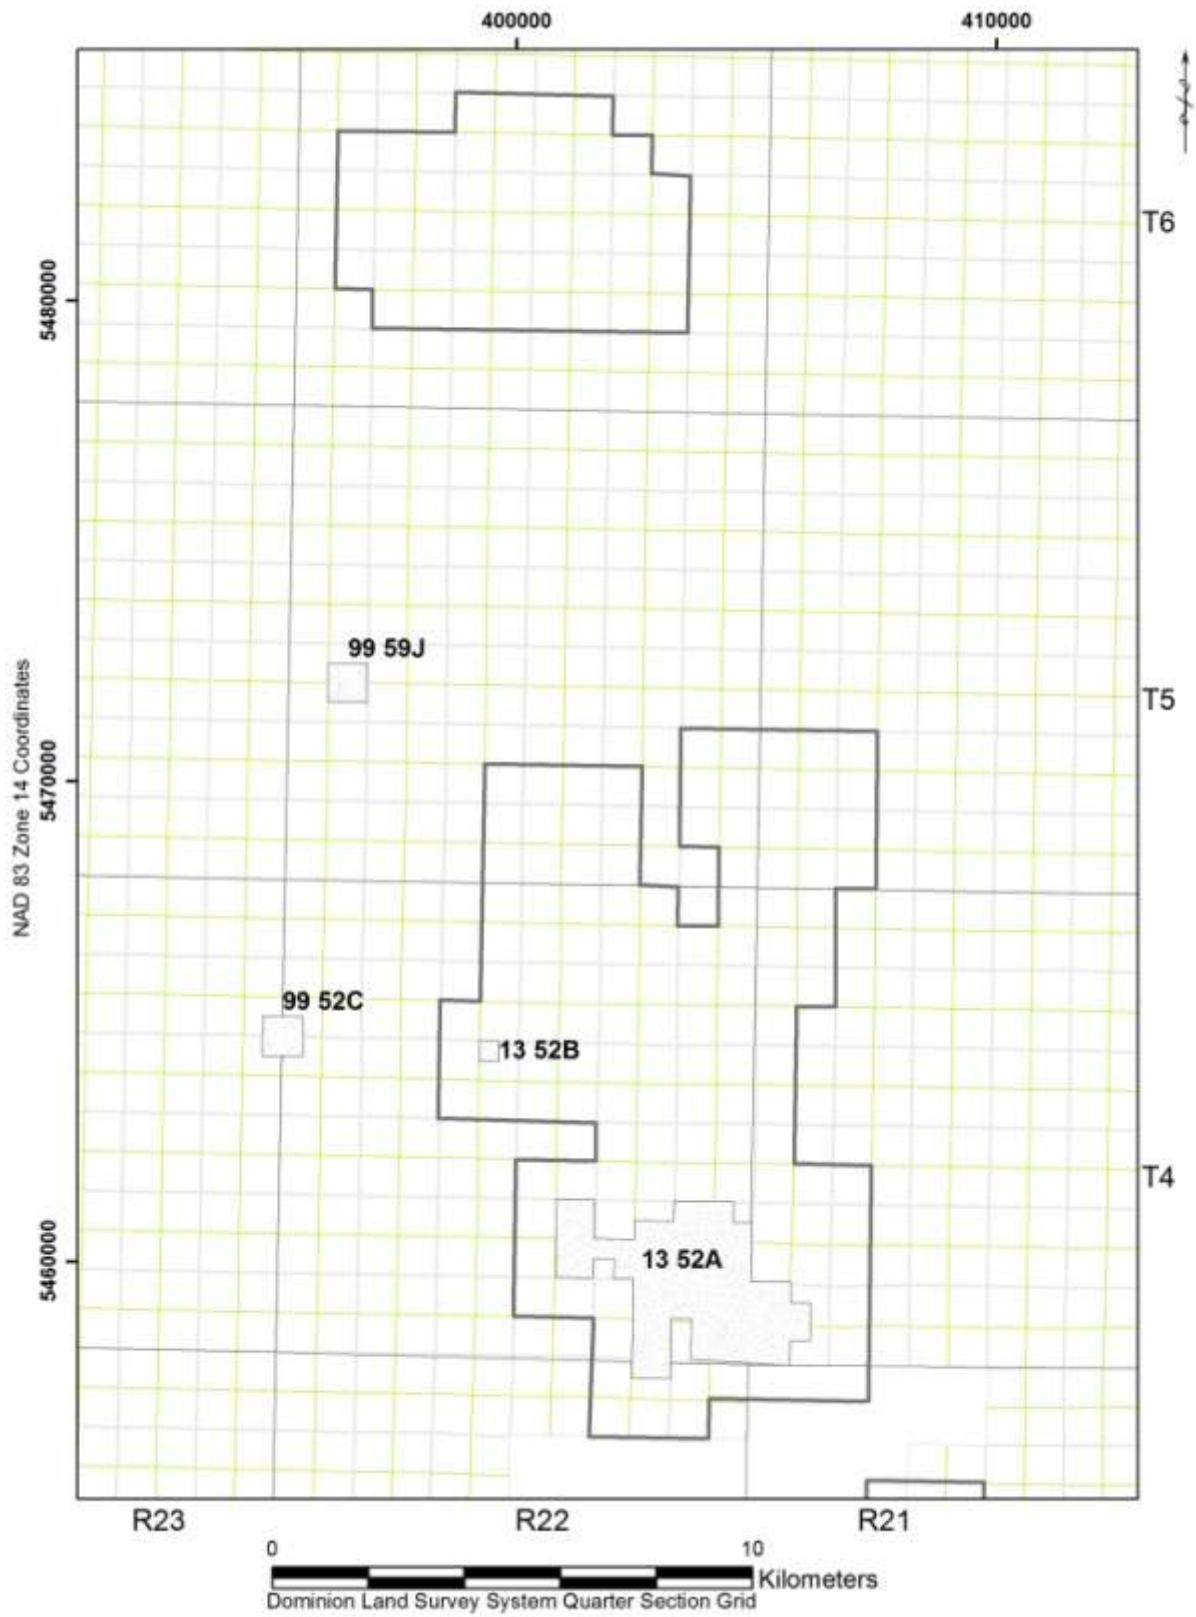 400000
410000
T6
5480000
99 59J
NAD 83 Zone 14 Coordinates
T5
5470000
99 52C
13 52B
T4
5460000
13 52A
R23
R22
R21
0
10
Kilometers
Dominion Land Survey System Quarter Section Grid